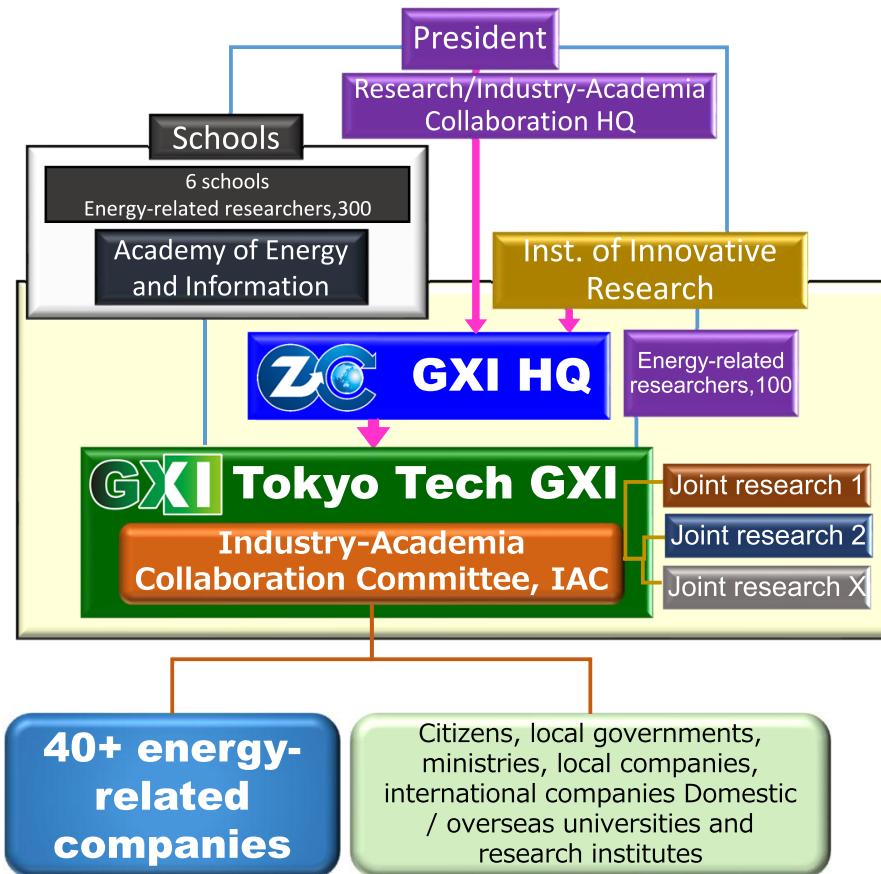 President
Research/Industry-Academia
Collaboration HQ
Schools
6 schools
Energy-related researchers,300
Academy of Energy
and Information
Inst. of Innovative
Research
ZC GXI HQ
Energy-related
researchers,100
GXI Tokyo Tech GXI
Industry-Academia
Collaboration Committee, IAC
Joint research 1
Joint research 2
Joint research X
40+ energy-
related
companies
Citizens, local governments,
ministries, local companies,
international companies Domestic
/ overseas universities and
research institutes